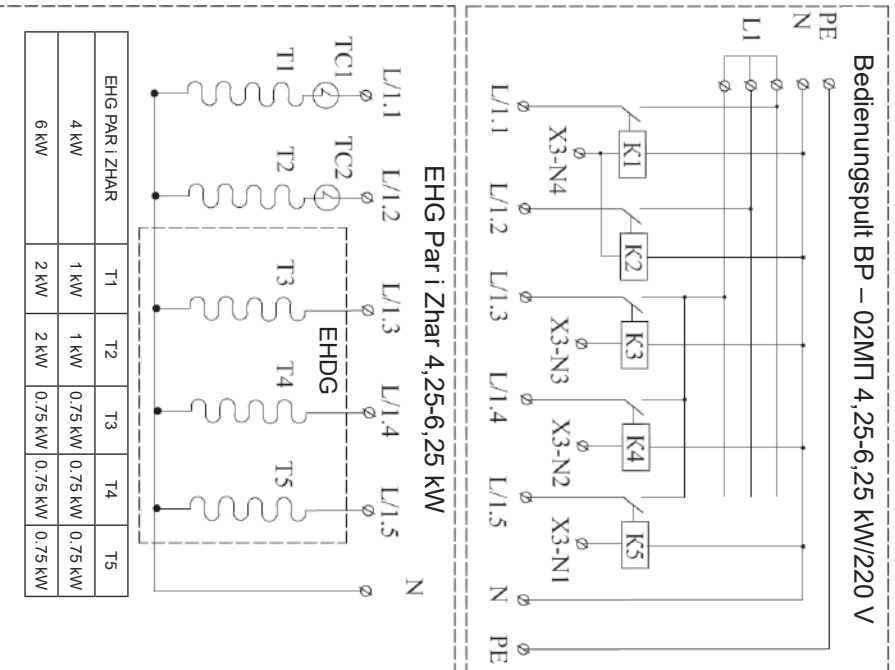 Bedienungspult BP – 02МП 4,25-6,25 kW/220 V
PE
N
L1
K1
K2
K3
K4
K5
X3-N4
X3-N3
X3-N2
X3-N1
L/1.1
L/1.2
L/1.3
L/1.4
L/1.5
N
PE
EHG Par i Zhar 4,25-6,25 kW
L/1.1
L/1.2
L/1.3
L/1.4
L/1.5
N
TC1
TC2
EHDG
T1
T2
T3
T4
T5
EHG PAR i ZHAR T1 T2 T3 T4 T5
4 kW 1 kW 1 kW 0.75 kW 0.75 kW 0.75 kW
6 kW 2 kW 2 kW 0.75 kW 0.75 kW 0.75 kW